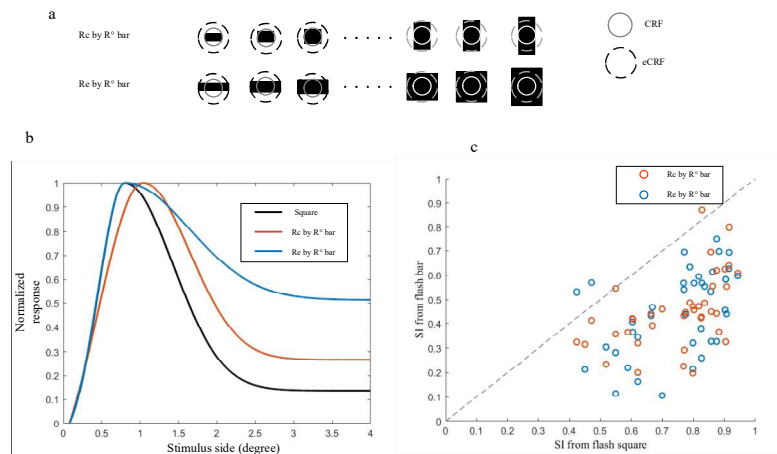 a
Rc by R° bar
CRF
Re by R° bar
eCRF
b
c
Normalized
response
1
0.9
0.8
0.7
0.6
0.5
0.4
0.3
0.2
0.1
0
Square
Rc by R° bar
Re by R° bar
0 0.5 1 1.5 2 2.5 3 3.5 4
Stimulus side (degree)
SI from flash bar
1
0.9
0.8
0.7
0.6
0.5
0.4
0.3
0.2
0.1
0
Rc by R° bar
Re by R° bar
0 0.1 0.2 0.3 0.4 0.5 0.6 0.7 0.8 0.9 1
SI from flash square